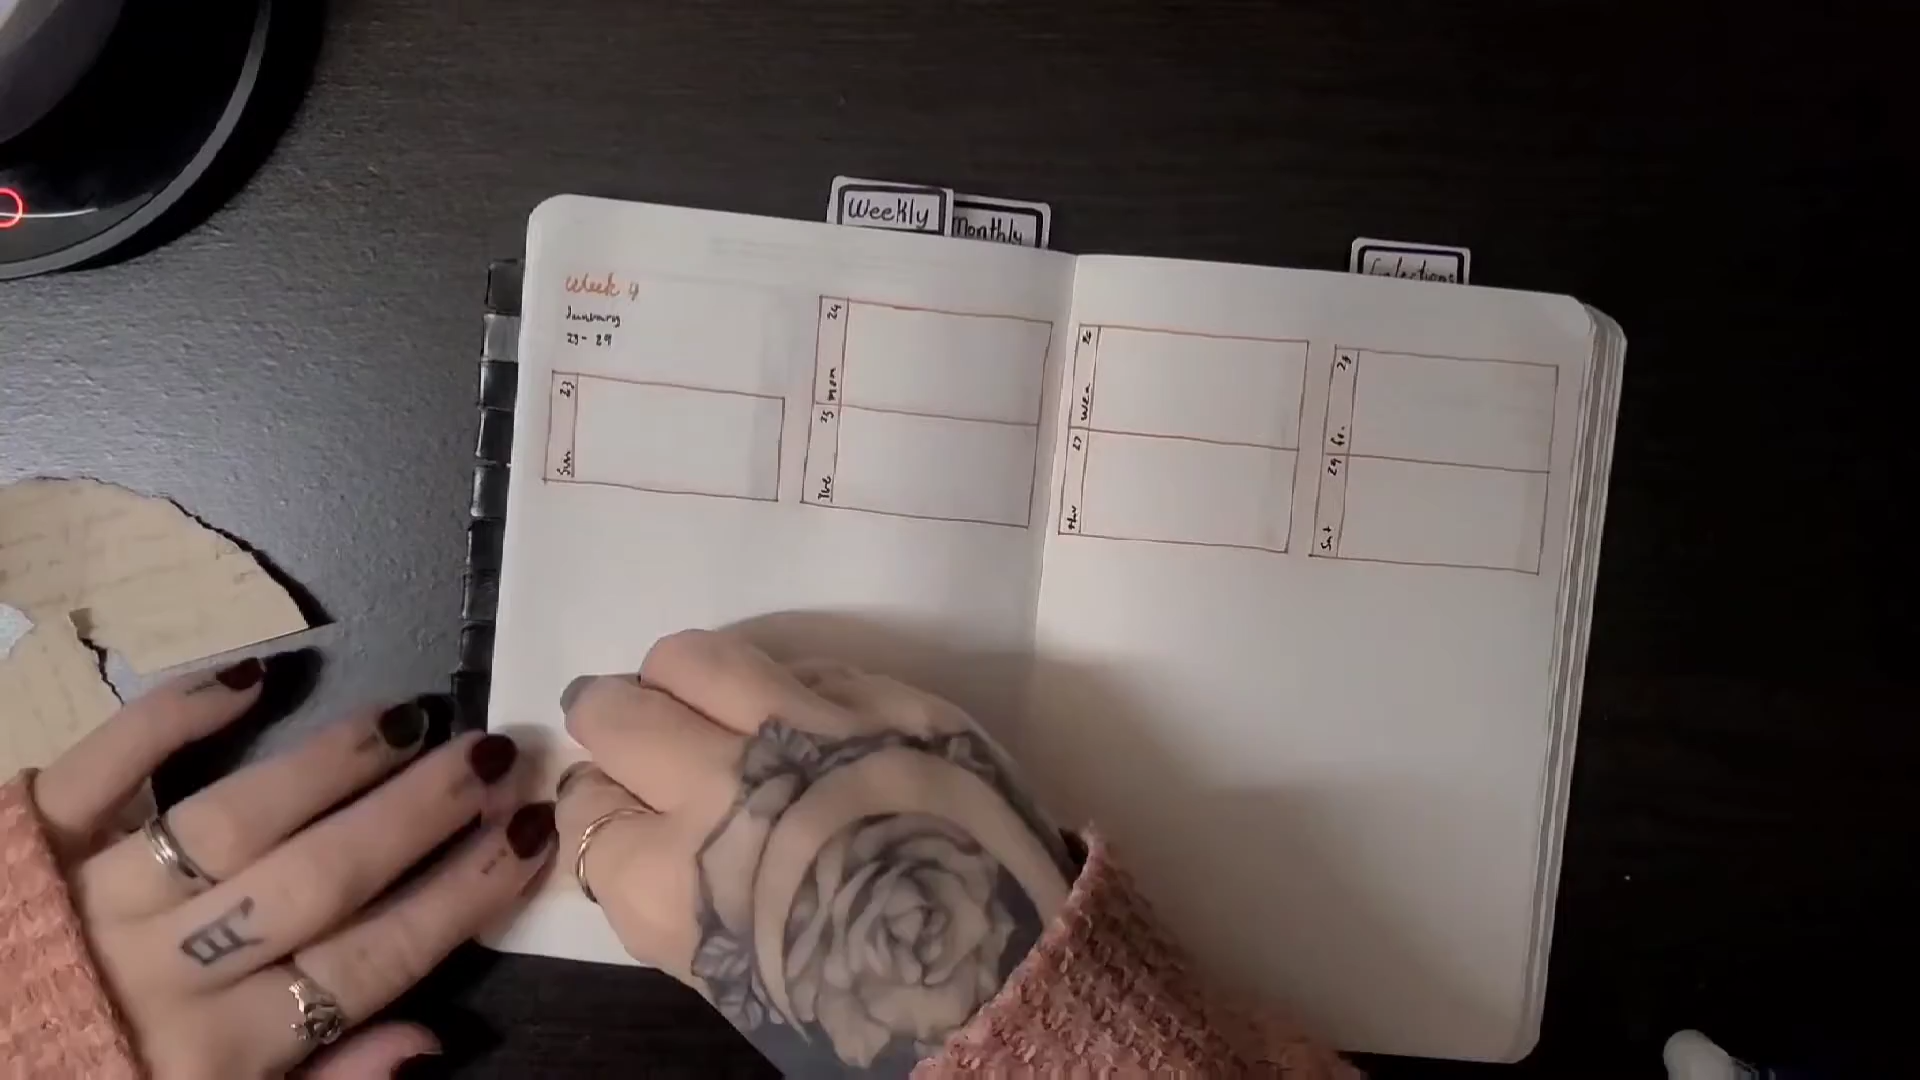 Weekly
Monthly
Colections
Week 4
January
23-29
Sun 23
mon 24
Tue 25
Wed 26
thu 27
fri. 28
Sat 29